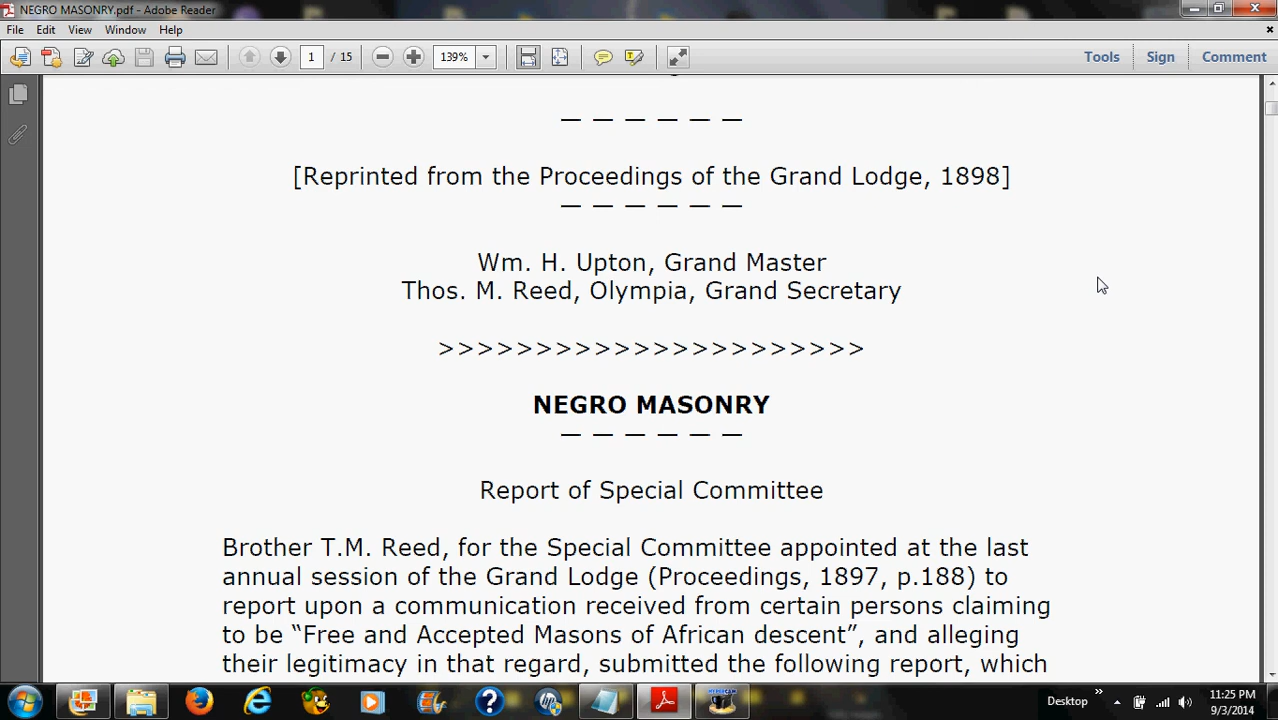 NEGRO MASONRY.pdf - Adobe Reader
File Edit View Window Help
1 / 15 139% Tools Sign Comment
— — — — — —
[Reprinted from the Proceedings of the Grand Lodge, 1898]
— — — — — —
Wm. H. Upton, Grand Master
Thos. M. Reed, Olympia, Grand Secretary
>>>>>>>>>>>>>>>>>>>>>>
NEGRO MASONRY
— — — — — —
Report of Special Committee
Brother T.M. Reed, for the Special Committee appointed at the last
annual session of the Grand Lodge (Proceedings, 1897, p.188) to
report upon a communication received from certain persons claiming
to be “Free and Accepted Masons of African descent”, and alleging
their legitimacy in that regard, submitted the following report, which
Desktop
11:25 PM
9/3/2014